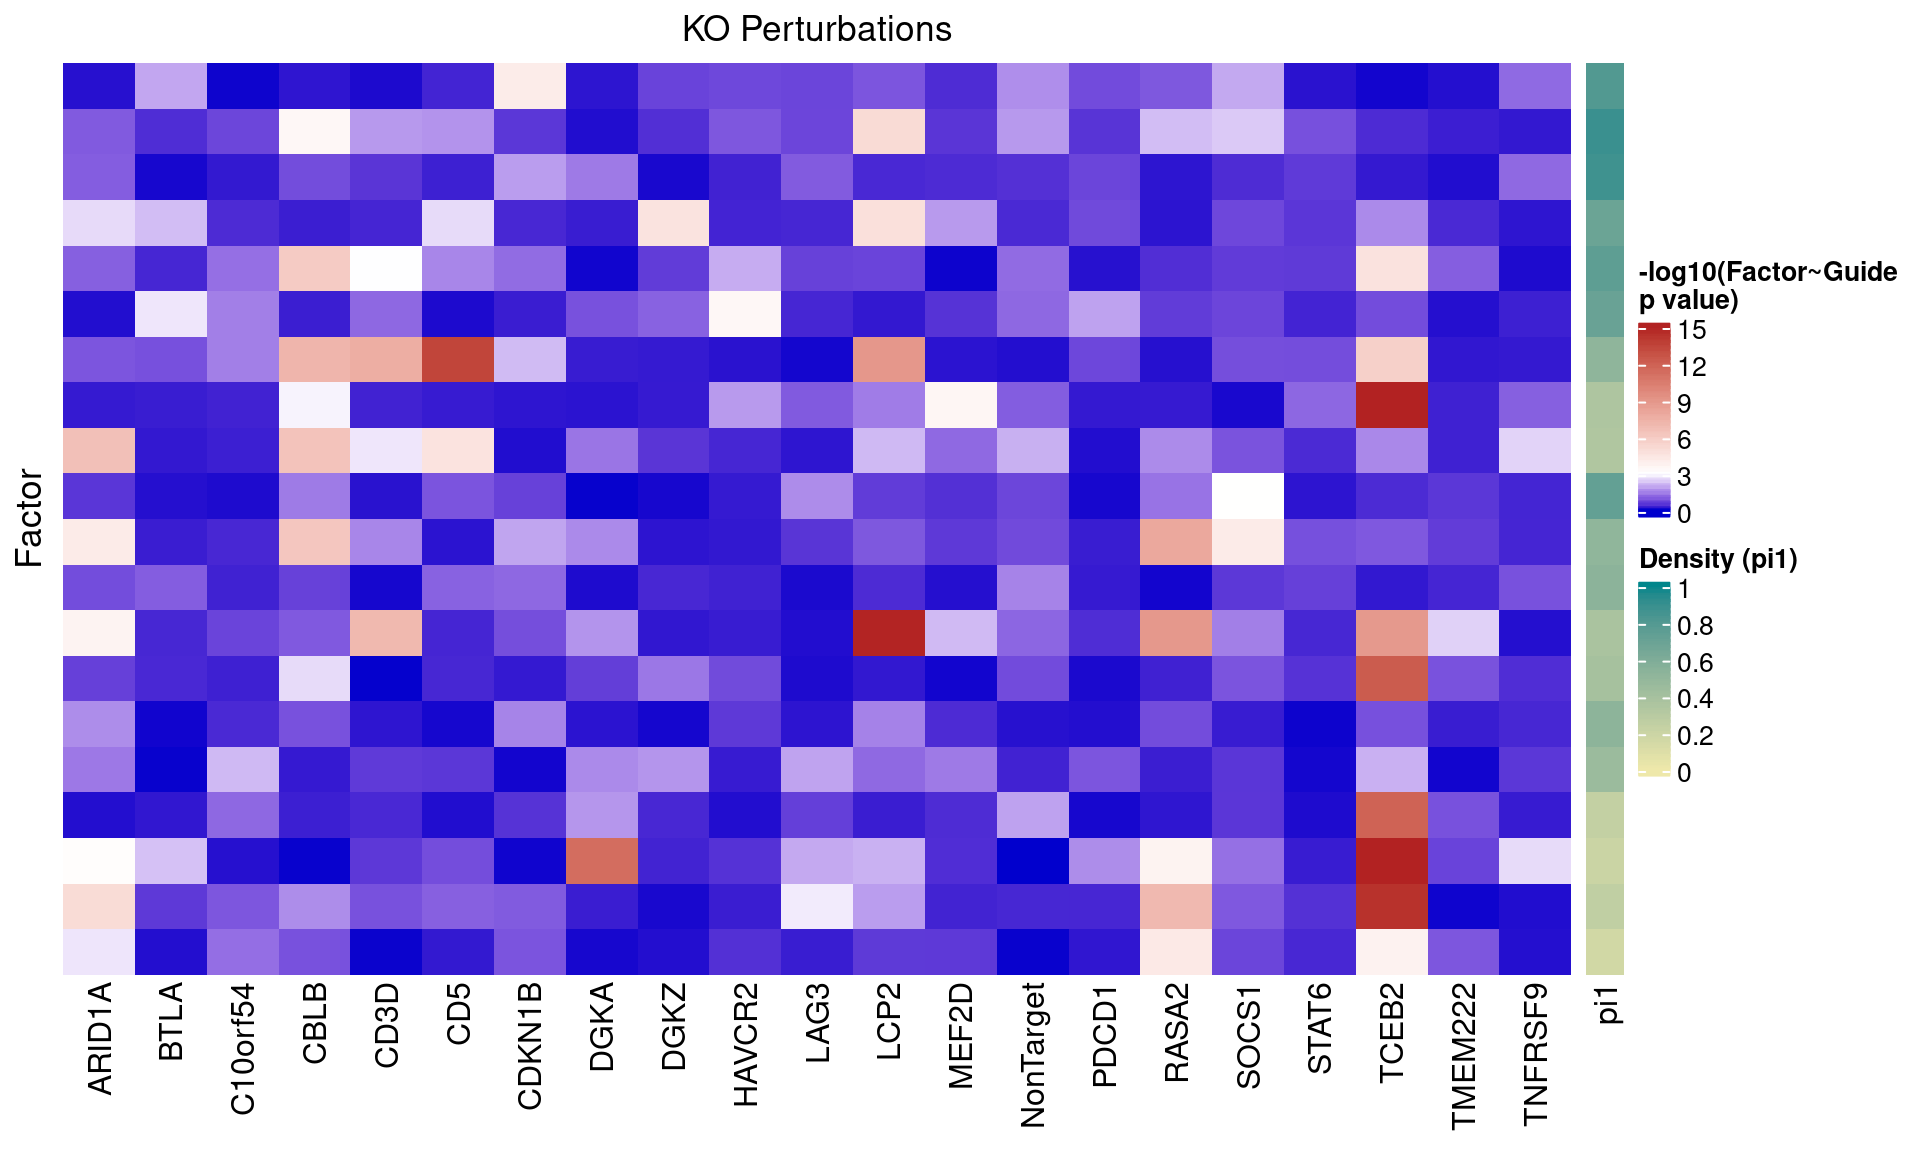 KO Perturbations
Factor
-log10(Factor~Guide
p value)
15
12
9
6
3
0
Density (pi1)
1
0.8
0.6
0.4
0.2
0
ARID1A
BTLA
C10orf54
CBLB
CD3D
CD5
CDKN1B
DGKA
DGKZ
HAVCR2
LAG3
LCP2
MEF2D
NonTarget
PDCD1
RASA2
SOCS1
STAT6
TCEB2
TMEM222
TNFRSF9
pi1